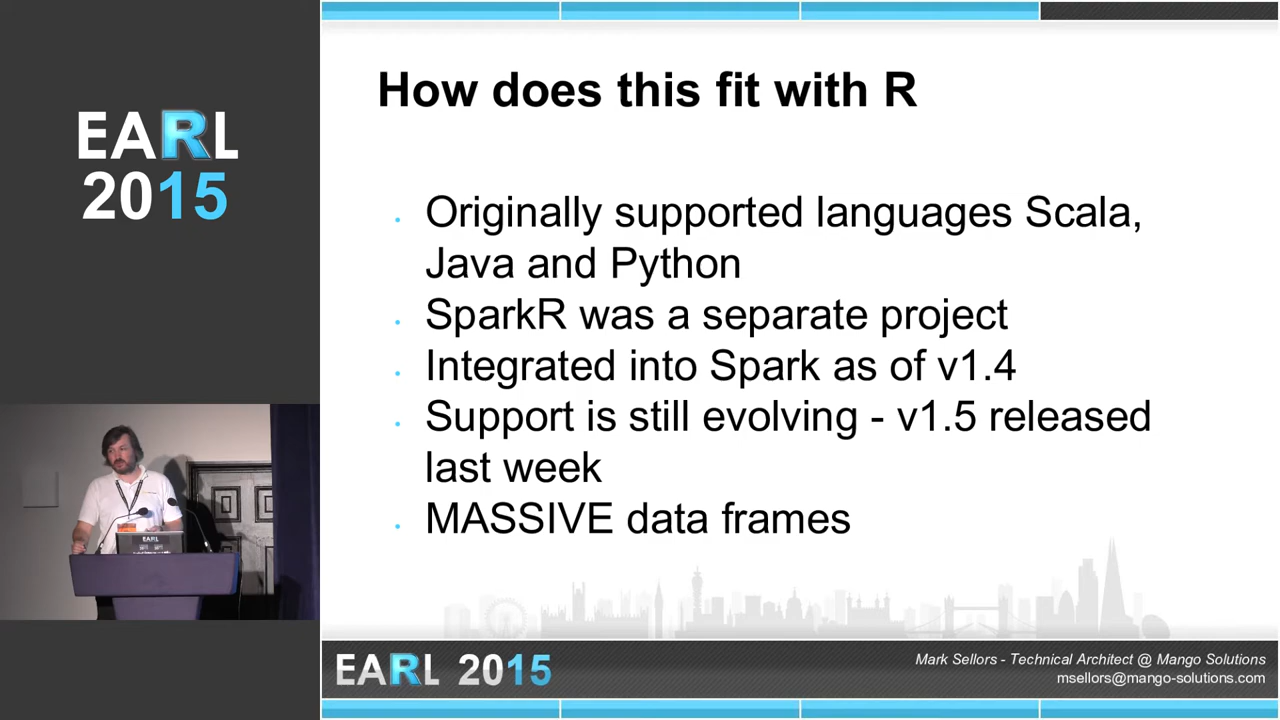 EARL
2015
How does this fit with R
Originally supported languages Scala,
Java and Python
SparkR was a separate project
Integrated into Spark as of v1.4
Support is still evolving - v1.5 released
last week
MASSIVE data frames
EARL
EARL 2015
Mark Sellors - Technical Architect @ Mango Solutions
msellors@mango-solutions.com